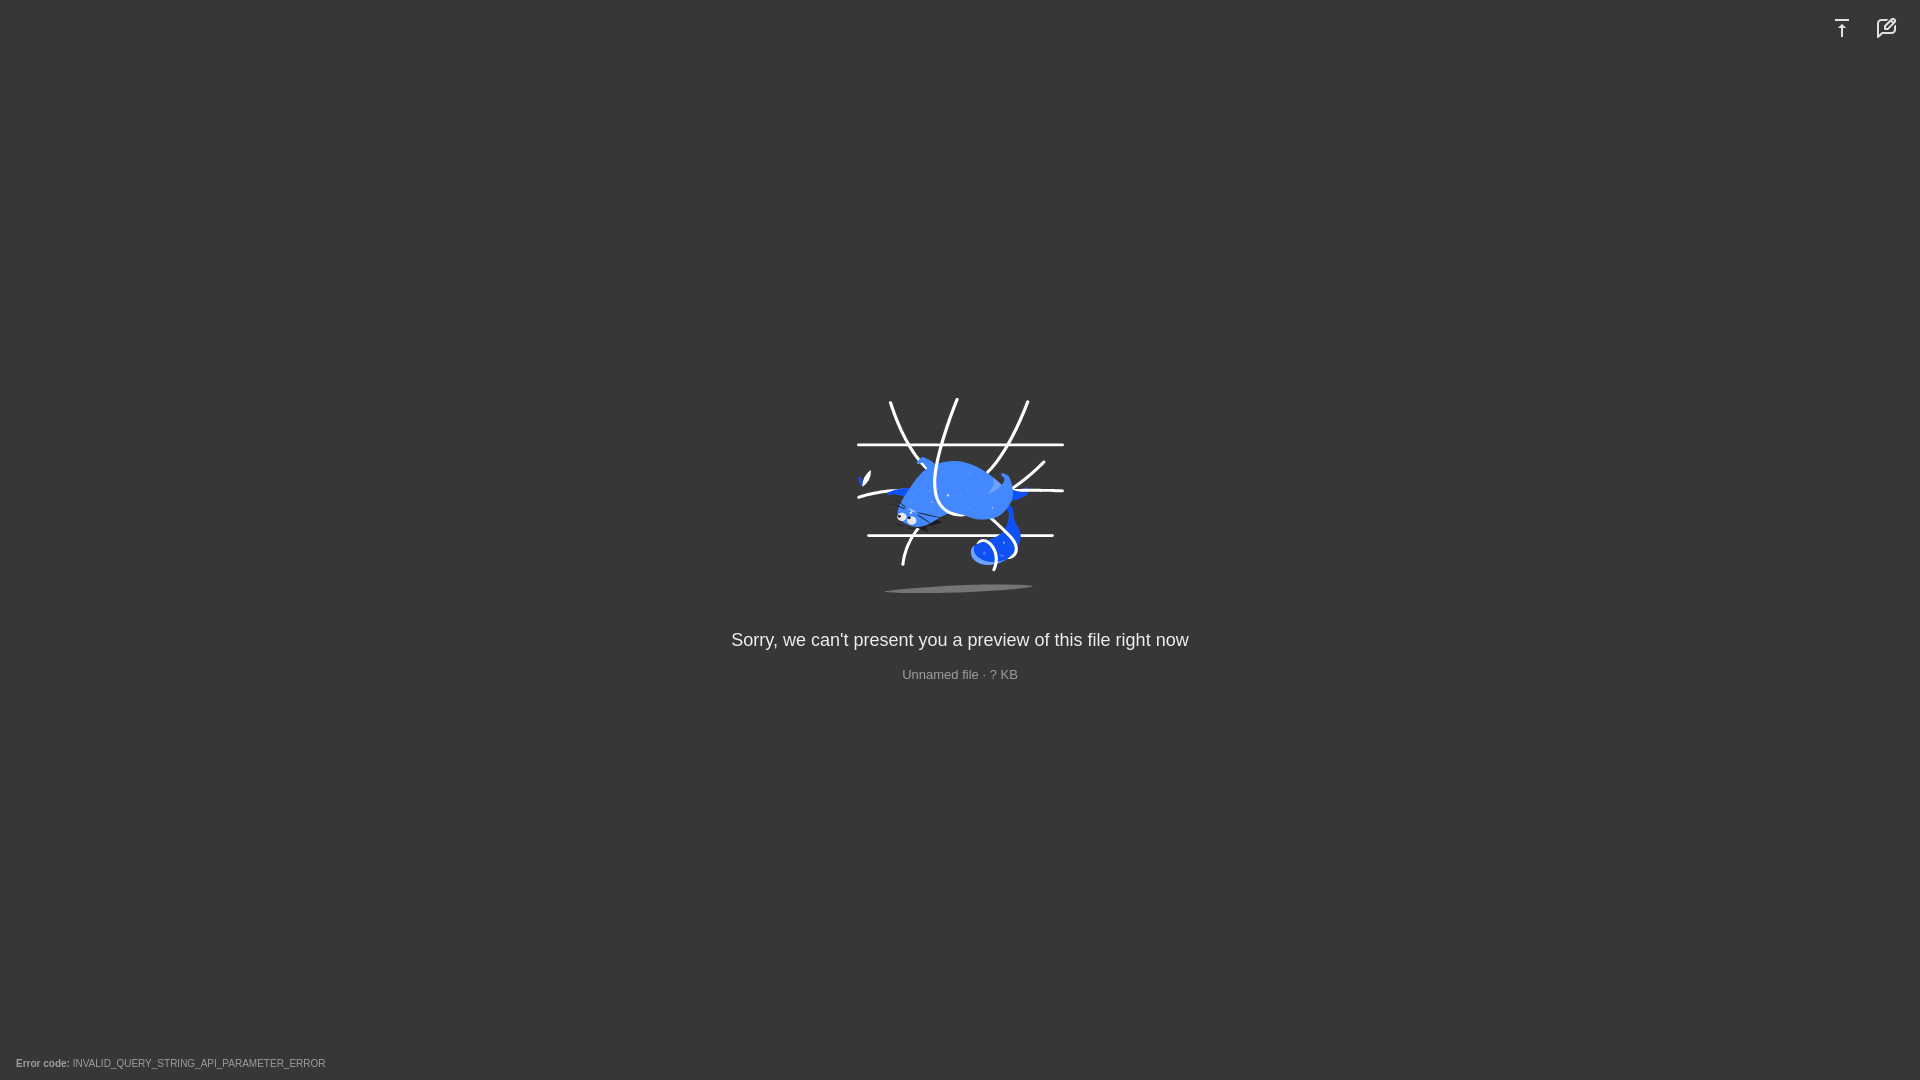 Sorry, we can't present you a preview of this file right now
Unnamed file · ? KB
Error code: INVALID_QUERY_STRING_API_PARAMETER_ERROR